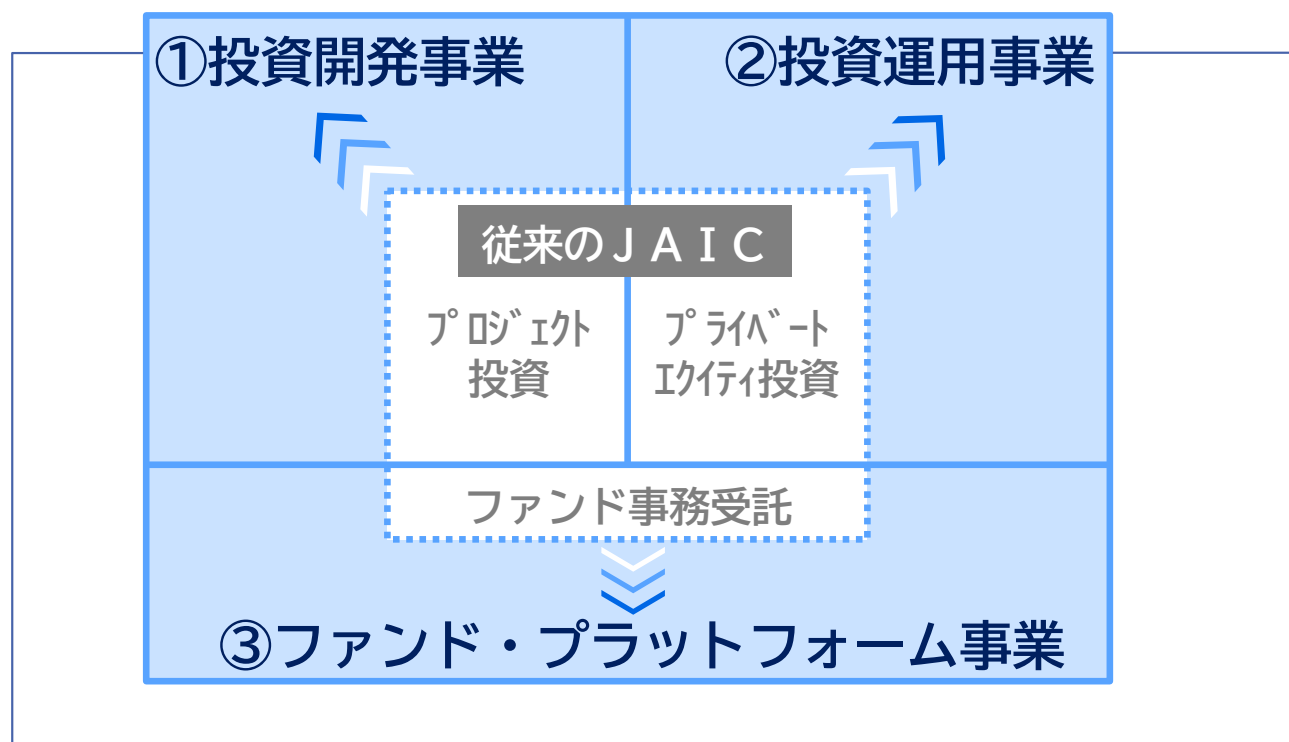 ①投資開発事業
②投資運用事業
従来のＪＡＩＣ
ﾌﾟﾛｼﾞｪｸﾄ
投資
ﾌﾟﾗｲﾍﾞｰﾄ
ｴｸｲﾃｨ投資
ファンド事務受託
③ファンド・プラットフォーム事業